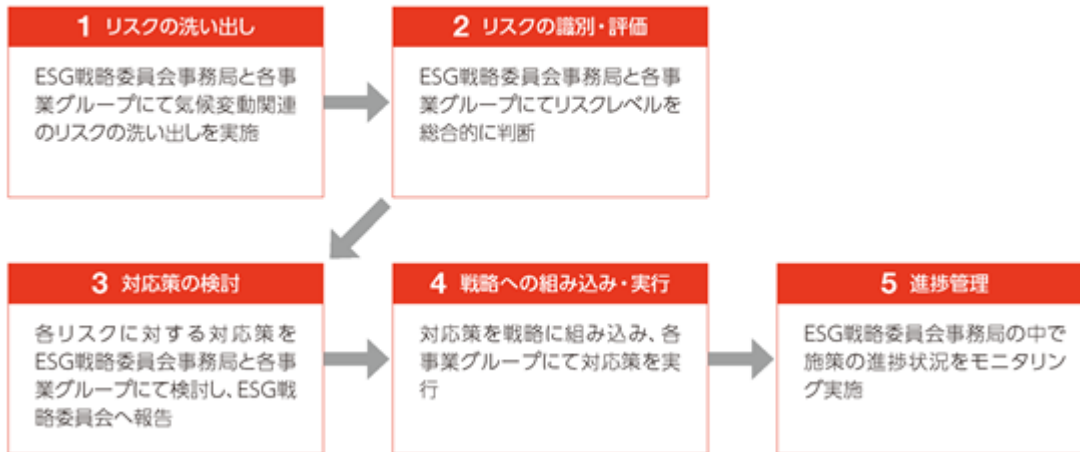 1 リスクの洗い出し
ESG戦略委員会事務局と各事
業グループにて気候変動関連
のリスクの洗い出しを実施
2 リスクの識別・評価
ESG戦略委員会事務局と各事
業グループにてリスクレベルを
総合的に判断
3 対応策の検討
各リスクに対する対応策を
ESG戦略委員会事務局と各事
業グループにて検討し、ESG戦
略委員会へ報告
4 戦略への組み込み・実行
対応策を戦略に組み込み、各
事業グループにて対応策を実
行
5 進捗管理
ESG戦略委員会事務局の中で
施策の進捗状況をモニタリン
グ実施